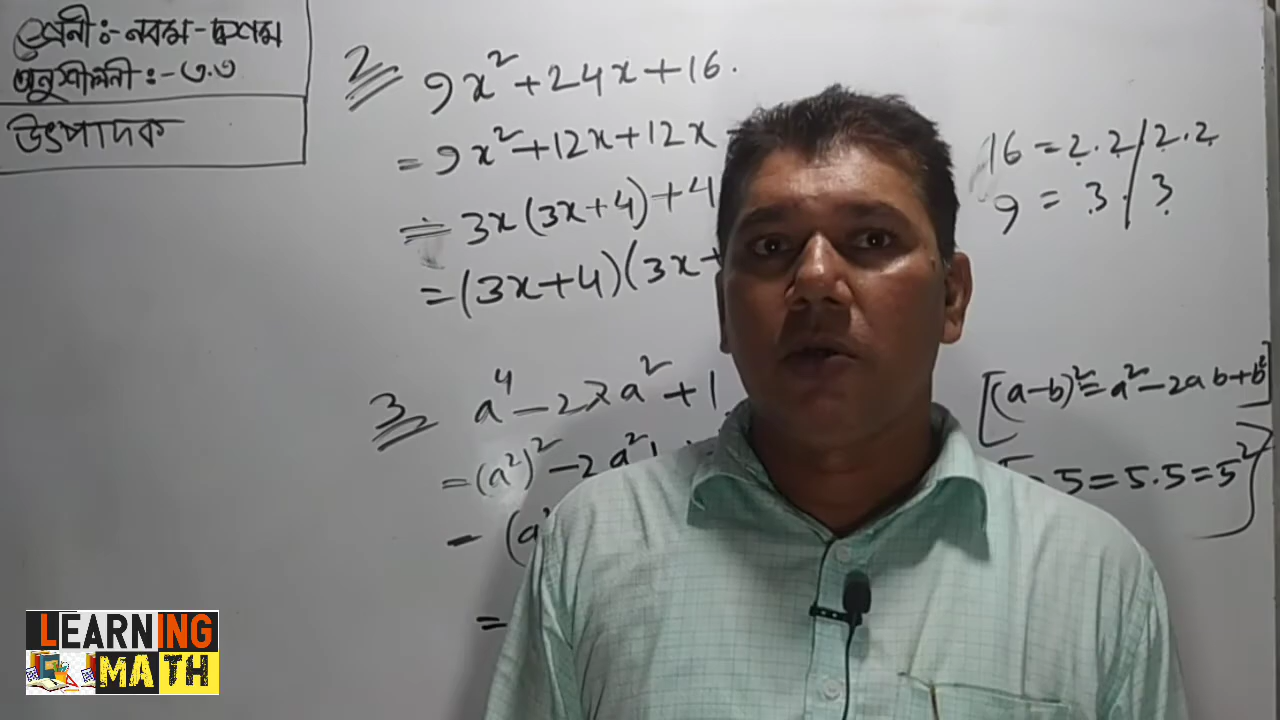 শ্রেনী :- নবম - দশম
অনুশীলনী :- ৩.৩
উৎপাদক
2 9x² + 24x + 16.
= 9x² + 12x + 12x
= 3x(3x+4) + 4
= (3x+4)(3x+
16 = 2.2/2.2
9 = 3./3
3 a⁴ - 27a² + 1
= (a²)² - 2a²
- (a
=
[(a-b)² = a² - 2ab + b²]
5 = 5.5 = 5²
LEARNING
MATH